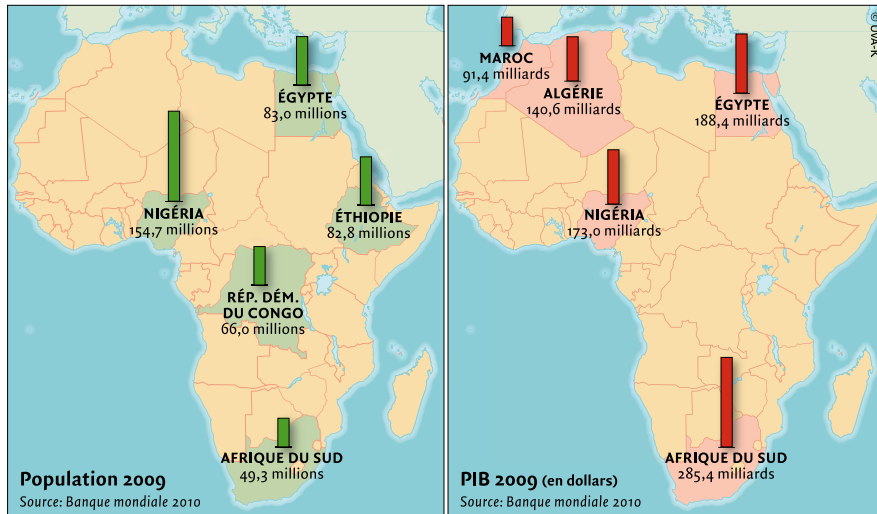 ÉGYPTE
83,0 millions
NIGÉRIA
154,7 millions
ÉTHIOPIE
82,8 millions
RÉP. DÉM.
DU CONGO
66,0 millions
AFRIQUE DU SUD
49,3 millions
Population 2009
Source: Banque mondiale 2010
© UVA-K
MAROC
91,4 milliards
ALGÉRIE
140,6 milliards
ÉGYPTE
188,4 milliards
NIGÉRIA
173,0 milliards
AFRIQUE DU SUD
285,4 milliards
PIB 2009 (en dollars)
Source: Banque mondiale 2010